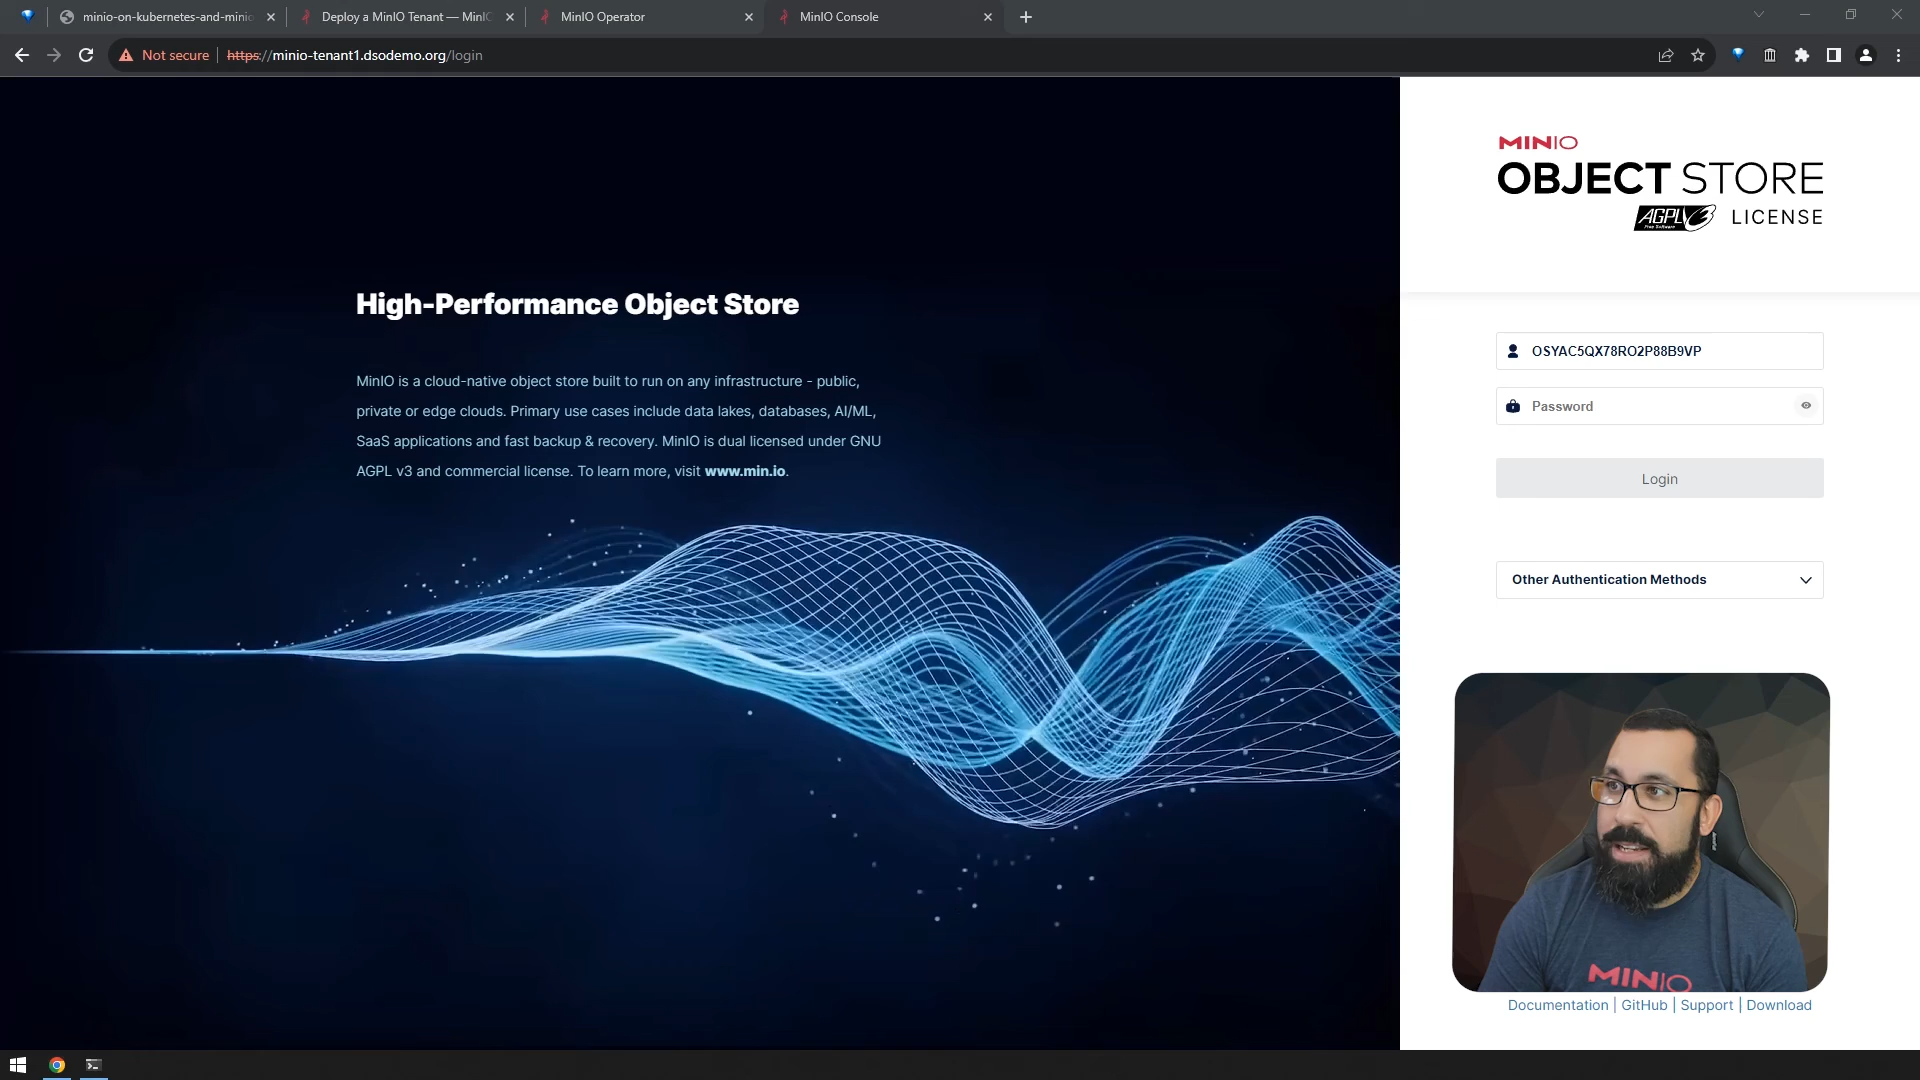 minio-on-kubernetes-and-minio
Deploy a MinIO Tenant — MinIO
MinIO Operator
MinIO Console
Not secure
https://minio-tenant1.dsodemo.org/login
High-Performance Object Store
MinIO is a cloud-native object store built to run on any infrastructure - public,
private or edge clouds. Primary use cases include data lakes, databases, AI/ML,
SaaS applications and fast backup & recovery. MinIO is dual licensed under GNU
AGPL v3 and commercial license. To learn more, visit www.min.io.
MINIO
OBJECT STORE
AGPL 3 LICENSE
Free Software
OSYAC5QX78RO2P88B9VP
Password
Login
Other Authentication Methods
MINIO
Documentation | GitHub | Support | Download